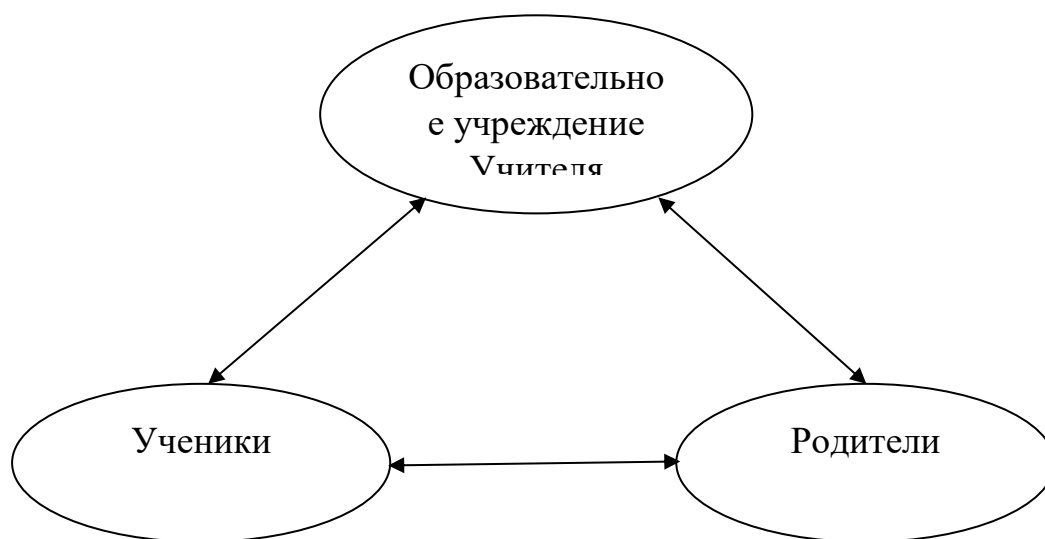 Образовательно
е учреждение
Учителя
Ученики
Родители